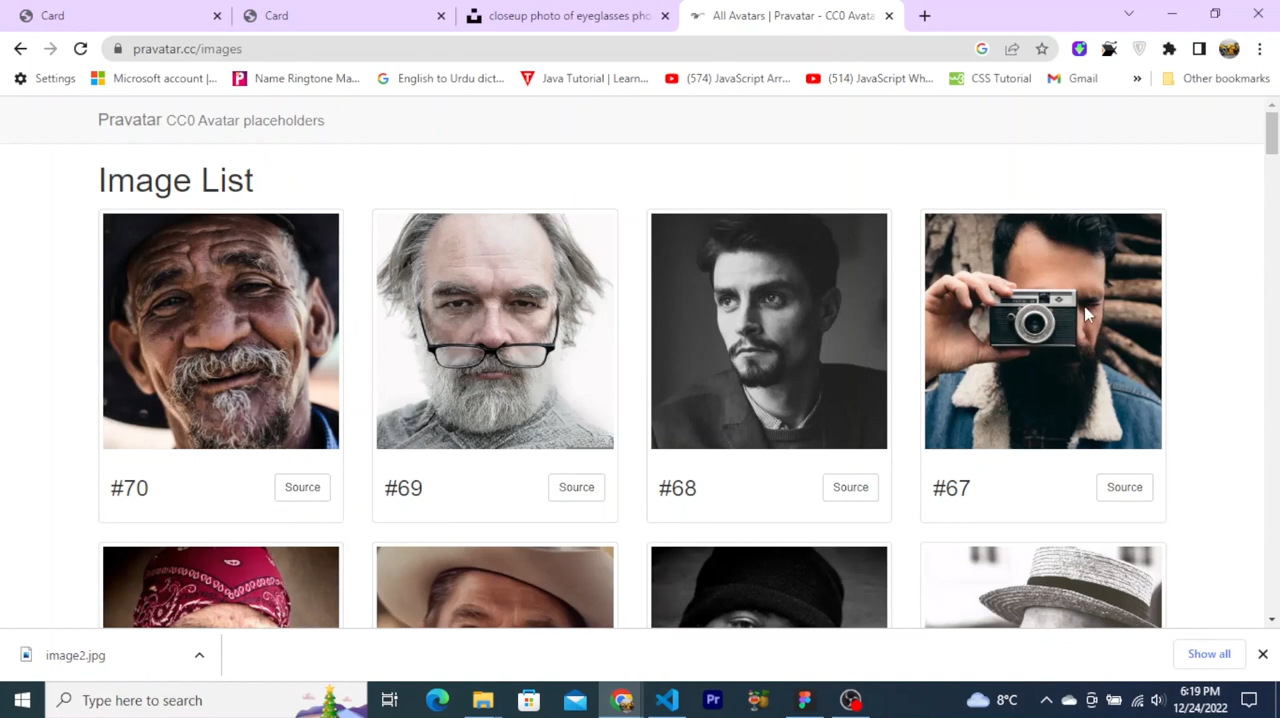 Card
Card
closeup photo of eyeglasses pho
All Avatars | Pravatar - CC0 Avata
pravatar.cc/images
Settings
Microsoft account |...
Name Ringtone Ma...
English to Urdu dict...
Java Tutorial | Learn...
(574) JavaScript Arr...
(514) JavaScript Wh...
CSS Tutorial
Gmail
»
Other bookmarks
Pravatar CC0 Avatar placeholders
Image List
#70 Source
#69 Source
#68 Source
#67 Source
image2.jpg
Show all
Type here to search
8°C
6:19 PM
12/24/2022